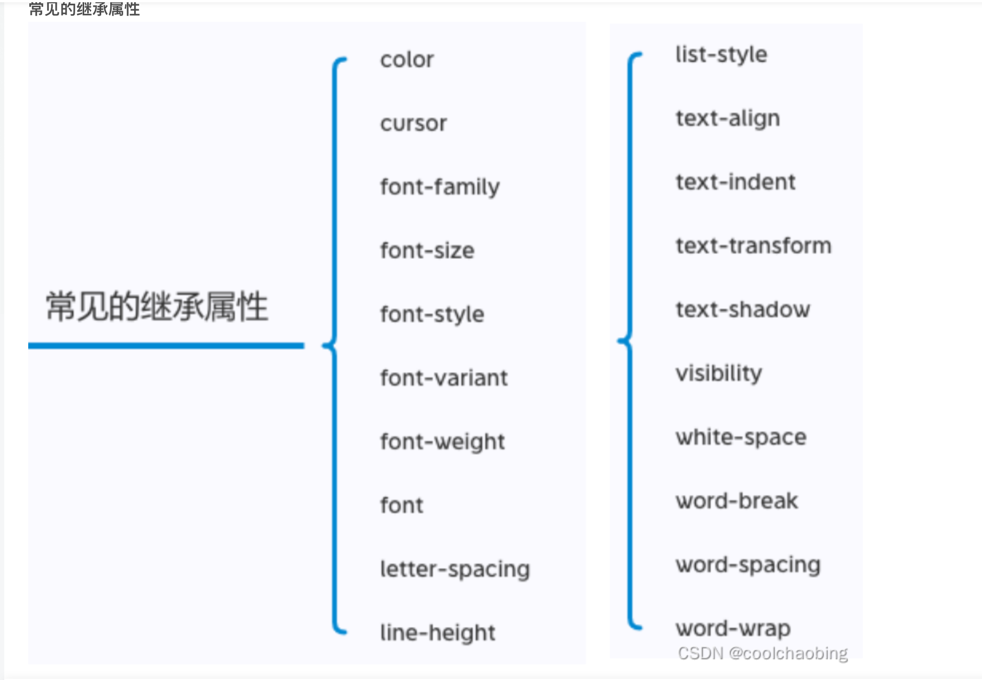 常见的继承属性
常见的继承属性
color
cursor
font-family
font-size
font-style
font-variant
font-weight
font
letter-spacing
line-height
list-style
text-align
text-indent
text-transform
text-shadow
visibility
white-space
word-break
word-spacing
word-wrap
CSDN @coolchaobing